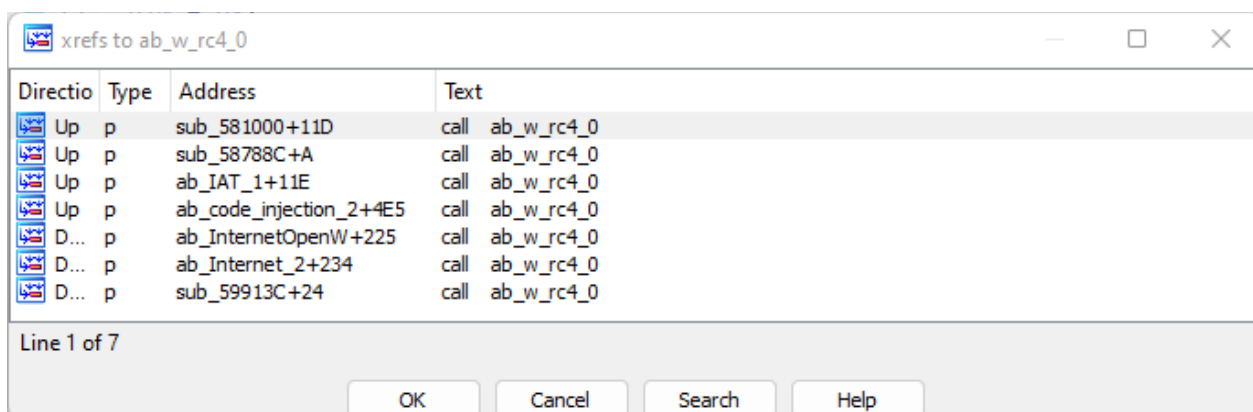 xrefs to ab_w_rc4_0
Directio Type Address Text
Up p sub_581000+11D call ab_w_rc4_0
Up p sub_58788C+A call ab_w_rc4_0
Up p ab_IAT_1+11E call ab_w_rc4_0
Up p ab_code_injection_2+4E5 call ab_w_rc4_0
D... p ab_InternetOpenW+225 call ab_w_rc4_0
D... p ab_Internet_2+234 call ab_w_rc4_0
D... p sub_59913C+24 call ab_w_rc4_0
Line 1 of 7
OK Cancel Search Help